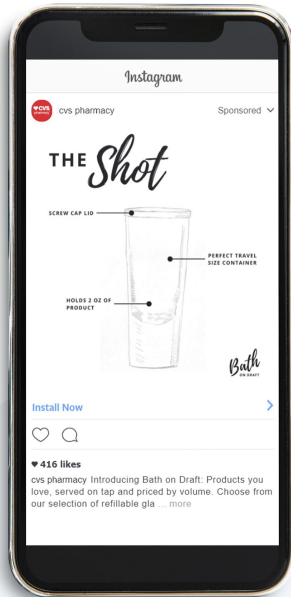 Instagram
♥CVS
pharmacy
cvs pharmacy
Sponsored
THE Shot
SCREW CAP LID
PERFECT TRAVEL
SIZE CONTAINER
HOLDS 2 OZ OF
PRODUCT
Bath
ON DRAFT
Install Now
♥ 416 likes
cvs pharmacy Introducing Bath on Draft: Products you
love, served on tap and priced by volume. Choose from
our selection of refillable gla ... more